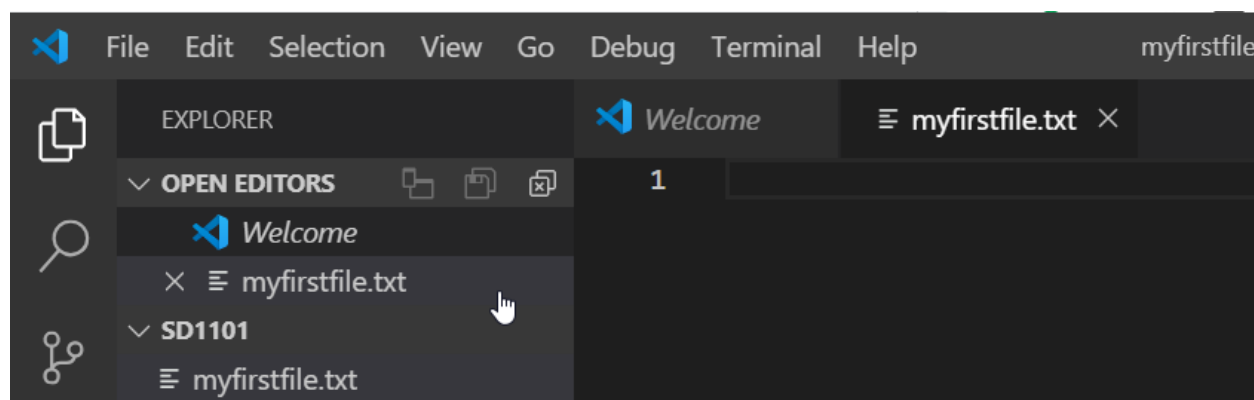 File Edit Selection View Go Debug Terminal Help myfirstfile
EXPLORER
Welcome myfirstfile.txt
OPEN EDITORS
1
Welcome
myfirstfile.txt
SD1101
myfirstfile.txt